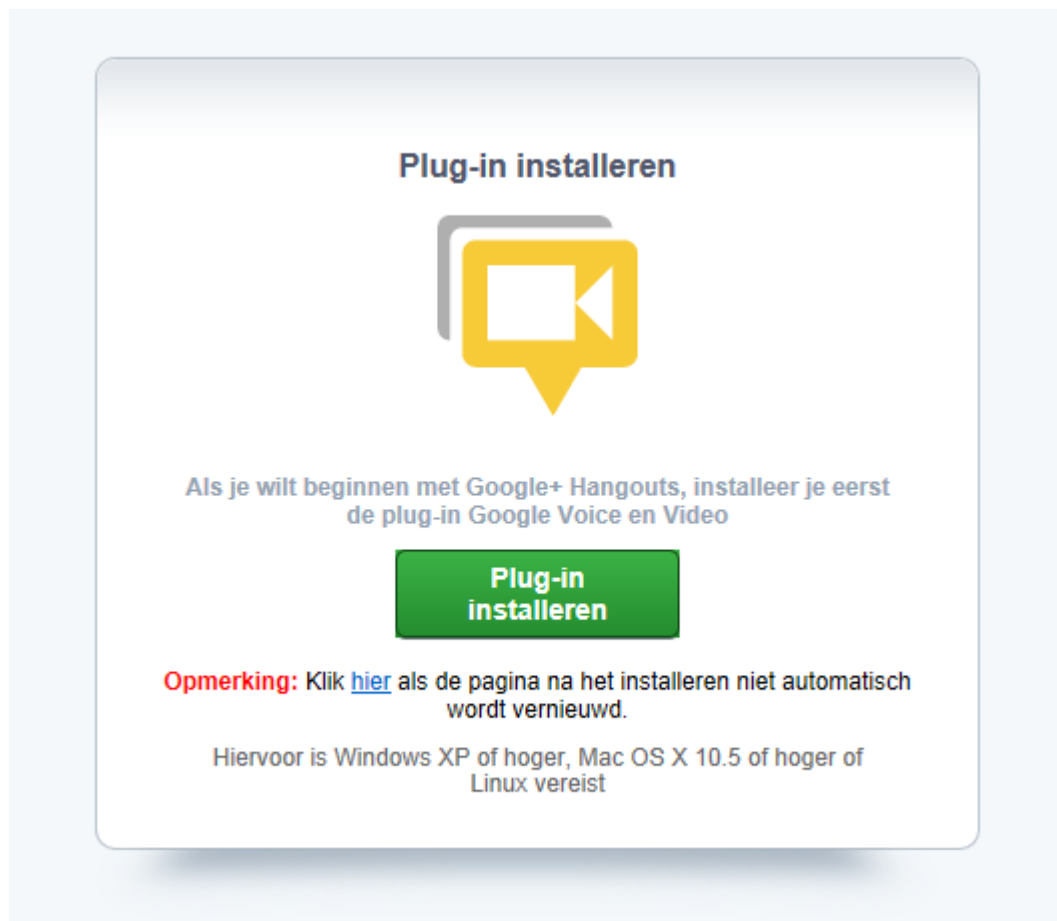 Plug-in installeren
Als je wilt beginnen met Google+ Hangouts, installeer je eerst
de plug-in Google Voice en Video
Plug-in
installeren
Opmerking: Klik hier als de pagina na het installeren niet automatisch
wordt vernieuwd.
Hiervoor is Windows XP of hoger, Mac OS X 10.5 of hoger of
Linux vereist